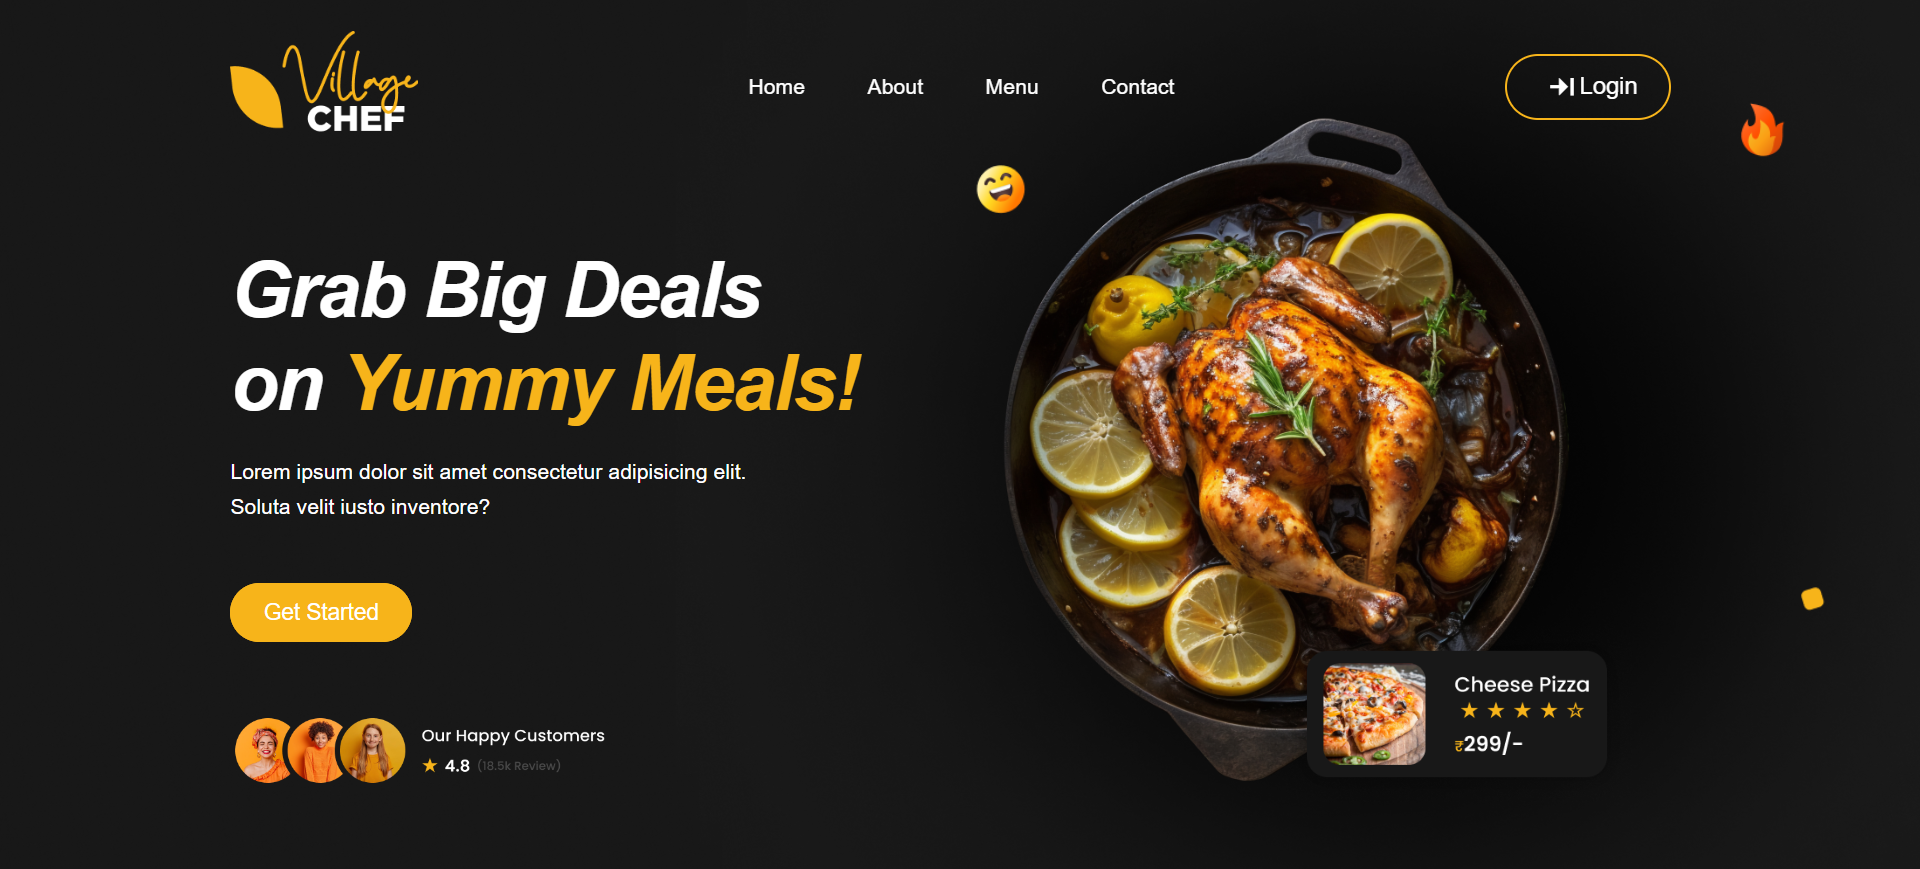 Village
CHEF
Home
About
Menu
Contact
Login
Grab Big Deals
on Yummy Meals!
Lorem ipsum dolor sit amet consectetur adipisicing elit.
Soluta velit iusto inventore?
Get Started
Our Happy Customers
★ 4.8 (18.5k Review)
Cheese Pizza
★ ★ ★ ★ ☆
₹299/-